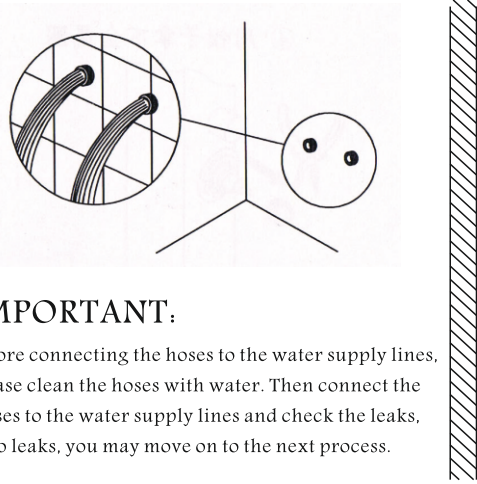 MPORTANT:
ore connecting the hoses to the water supply lines,
ase clean the hoses with water. Then connect the
ses to the water supply lines and check the leaks,
o leaks, you may move on to the next process.